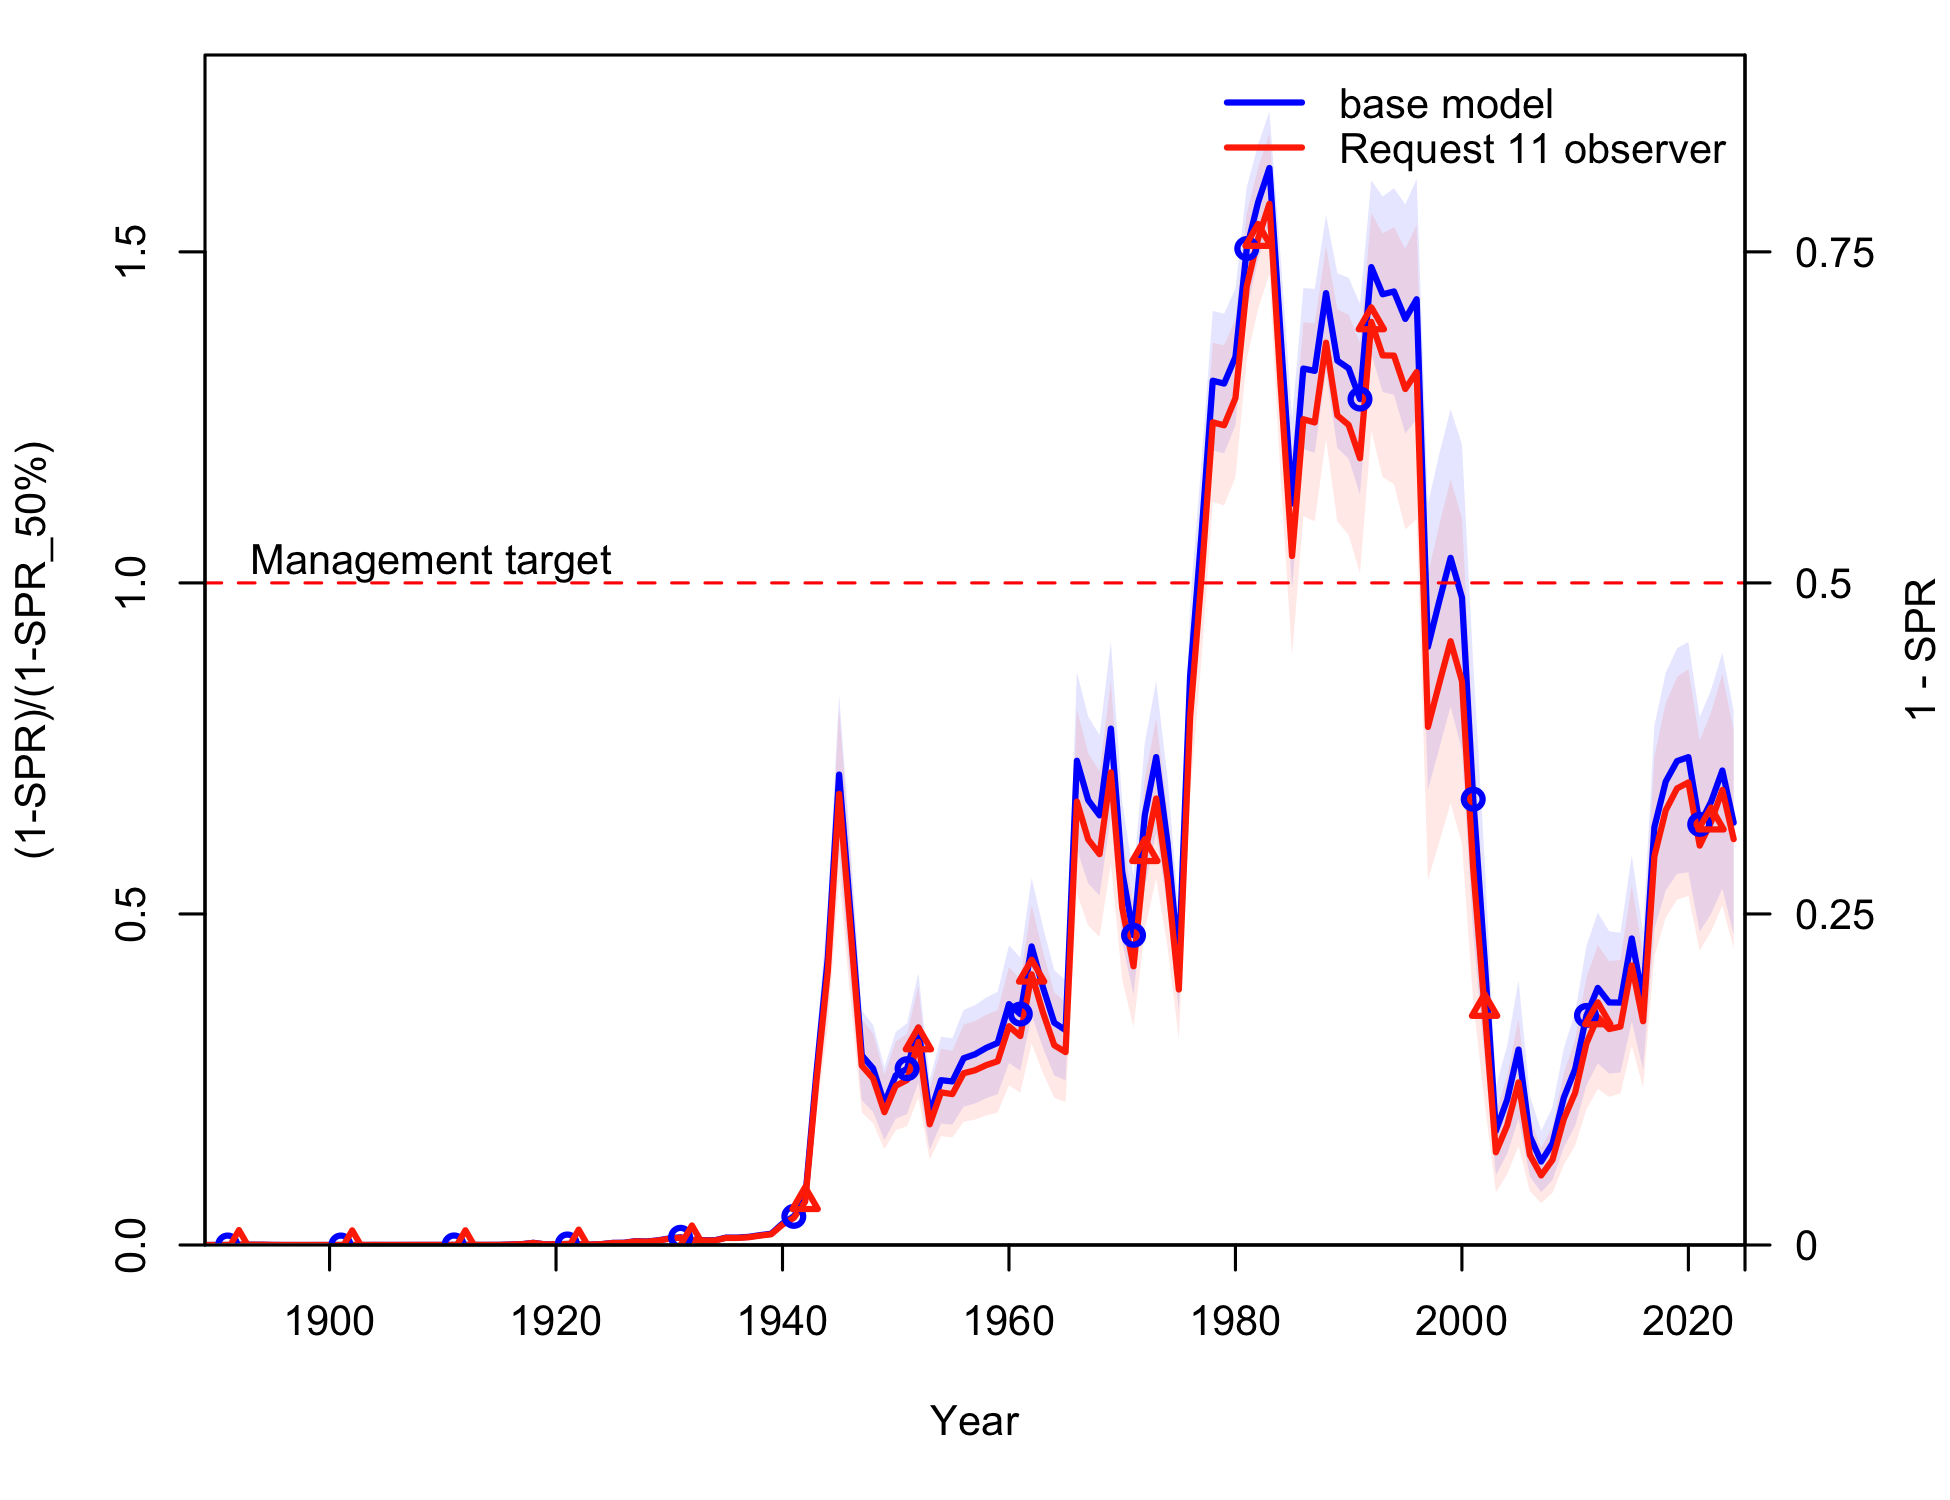 base model
Request 11 observer
Management target
(1-SPR)/(1-SPR_50%)
0.0
0.5
1.0
1.5
1 - SPR
0
0.25
0.5
0.75
1900
1920
1940
1960
1980
2000
2020
Year